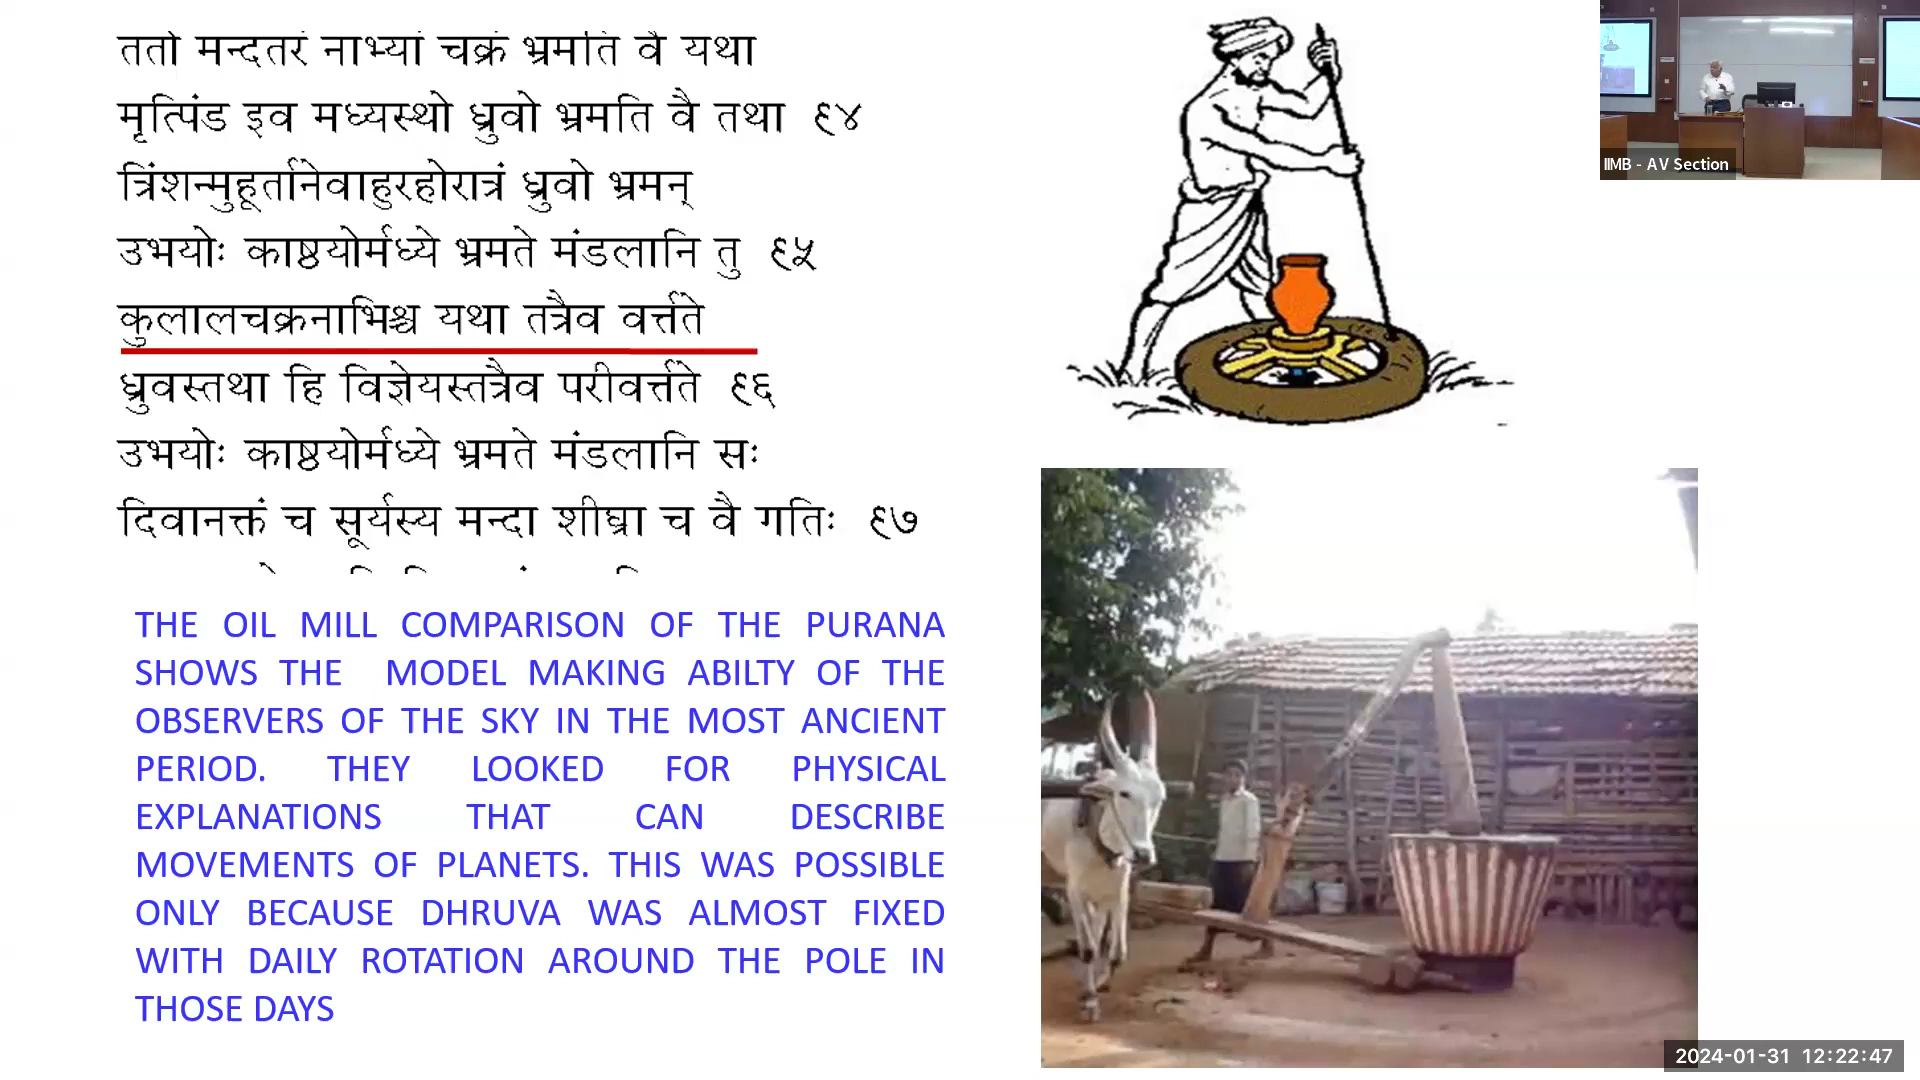 ततो मन्दतरं नाभ्यां चक्रं भ्रमति वै यथा
मृत्पिंड इव मध्यस्थो ध्रुवो भ्रमति वै तथा ९४
त्रिंशन्मुहूर्तानेवाहुरहोरात्रं ध्रुवो भ्रमन्
उभयोः काष्ठयोर्मध्ये भ्रमते मंडलानि तु ९५
कुलालचक्रनाभिश्च यथा तत्रैव वर्त्तते
ध्रुवस्तथा हि विज्ञेयस्तत्रैव परीवर्त्तते ९६
उभयोः काष्ठयोर्मध्ये भ्रमते मंडलानि सः
दिवानक्तं च सूर्यस्य मन्दा शीघ्रा च वै गतिः ९७
THE OIL MILL COMPARISON OF THE PURANA
SHOWS THE MODEL MAKING ABILTY OF THE
OBSERVERS OF THE SKY IN THE MOST ANCIENT
PERIOD. THEY LOOKED FOR PHYSICAL
EXPLANATIONS THAT CAN DESCRIBE
MOVEMENTS OF PLANETS. THIS WAS POSSIBLE
ONLY BECAUSE DHRUVA WAS ALMOST FIXED
WITH DAILY ROTATION AROUND THE POLE IN
THOSE DAYS
IIMB - AV Section
2024-01-31 12:22:47